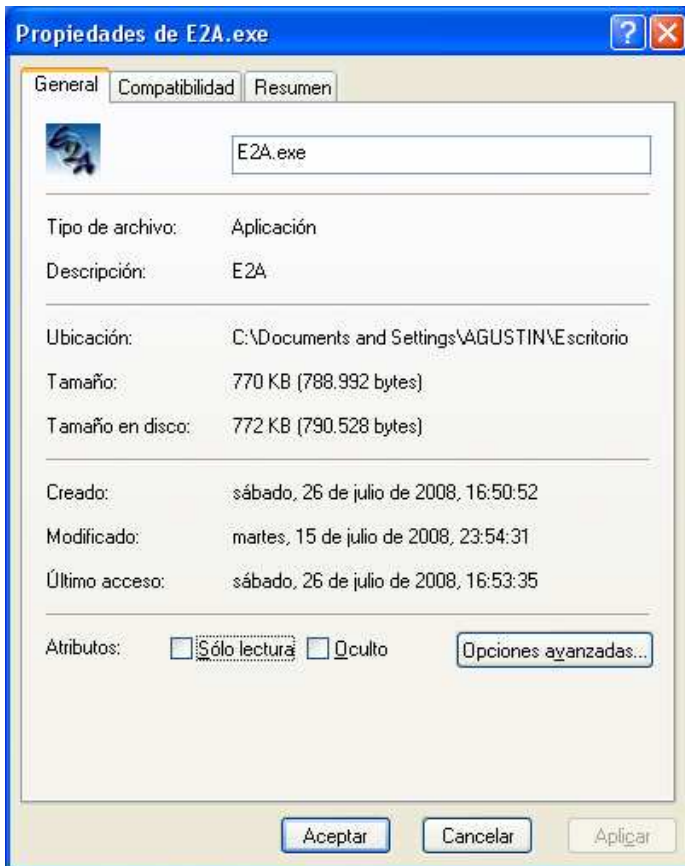 Propiedades de E2A.exe
General Compatibilidad Resumen
E2A E2A.exe
Tipo de archivo: Aplicación
Descripción: E2A
Ubicación: C:\Documents and Settings\AGUSTIN\Escritorio
Tamaño: 770 KB (788.992 bytes)
Tamaño en disco: 772 KB (790.528 bytes)
Creado: sábado, 26 de julio de 2008, 16:50:52
Modificado: martes, 15 de julio de 2008, 23:54:31
Último acceso: sábado, 26 de julio de 2008, 16:53:35
Atributos: Sólo lectura Oculto Opciones avanzadas...
Aceptar Cancelar Aplicar